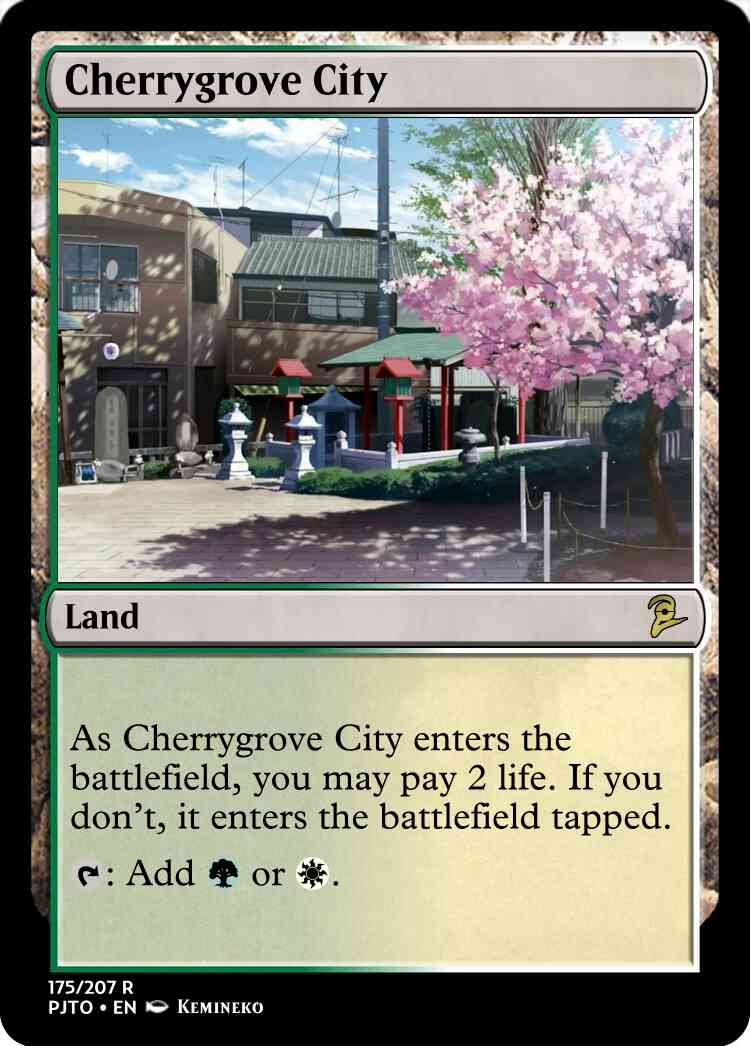 Cherrygrove City
Land
As Cherrygrove City enters the
battlefield, you may pay 2 life. If you
don't, it enters the battlefield tapped.
: Add or .
175/207 R
PJTO • EN KEMINEKO